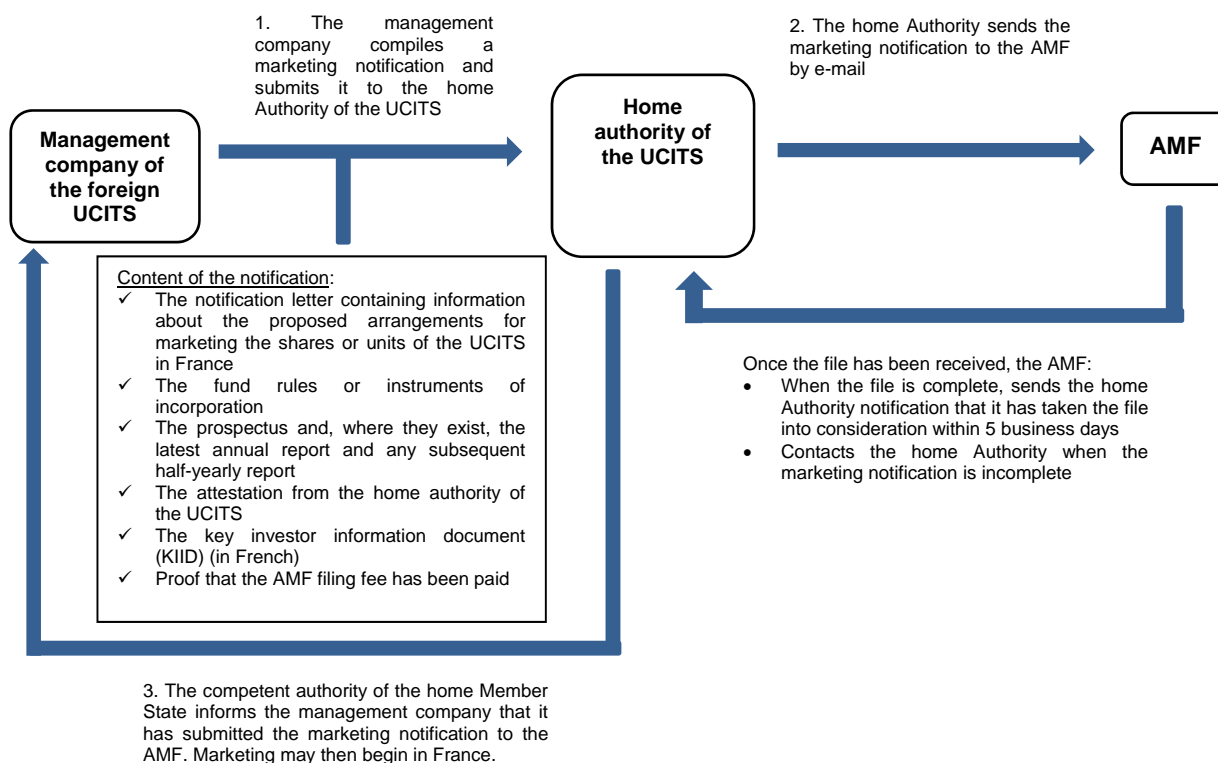 1. The management
company compiles a
marketing notification and
submits it to the home
Authority of the UCITS
2. The home Authority sends the
marketing notification to the AMF
by e-mail
Management
company of
the foreign
UCITS
Home
authority of
the UCITS
AMF
Content of the notification:
✓ The notification letter containing information
about the proposed arrangements for
marketing the shares or units of the UCITS
in France
✓ The fund rules or instruments of
incorporation
✓ The prospectus and, where they exist, the
latest annual report and any subsequent
half-yearly report
✓ The attestation from the home authority of
the UCITS
✓ The key investor information document
(KIID) (in French)
✓ Proof that the AMF filing fee has been paid
Once the file has been received, the AMF:
• When the file is complete, sends the home
Authority notification that it has taken the file
into consideration within 5 business days
• Contacts the home Authority when the
marketing notification is incomplete
3. The competent authority of the home Member
State informs the management company that it
has submitted the marketing notification to the
AMF. Marketing may then begin in France.